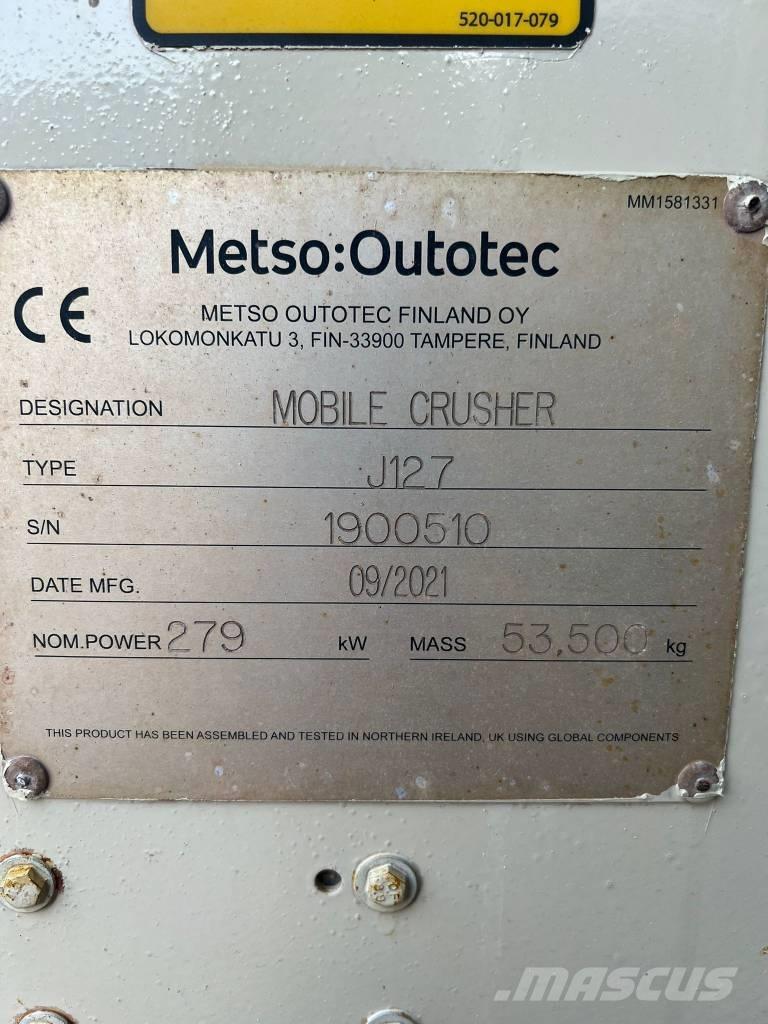 520-017-079
MM1581331
Metso:Outotec
CE
METSO OUTOTEC FINLAND OY
LOKOMONKATU 3, FIN-33900 TAMPERE, FINLAND
DESIGNATION MOBILE CRUSHER
TYPE J127
S/N 1900510
DATE MFG. 09/2021
NOM.POWER 279 kW MASS 53,500 kg
THIS PRODUCT HAS BEEN ASSEMBLED AND TESTED IN NORTHERN IRELAND, UK USING GLOBAL COMPONENTS
MASCUS